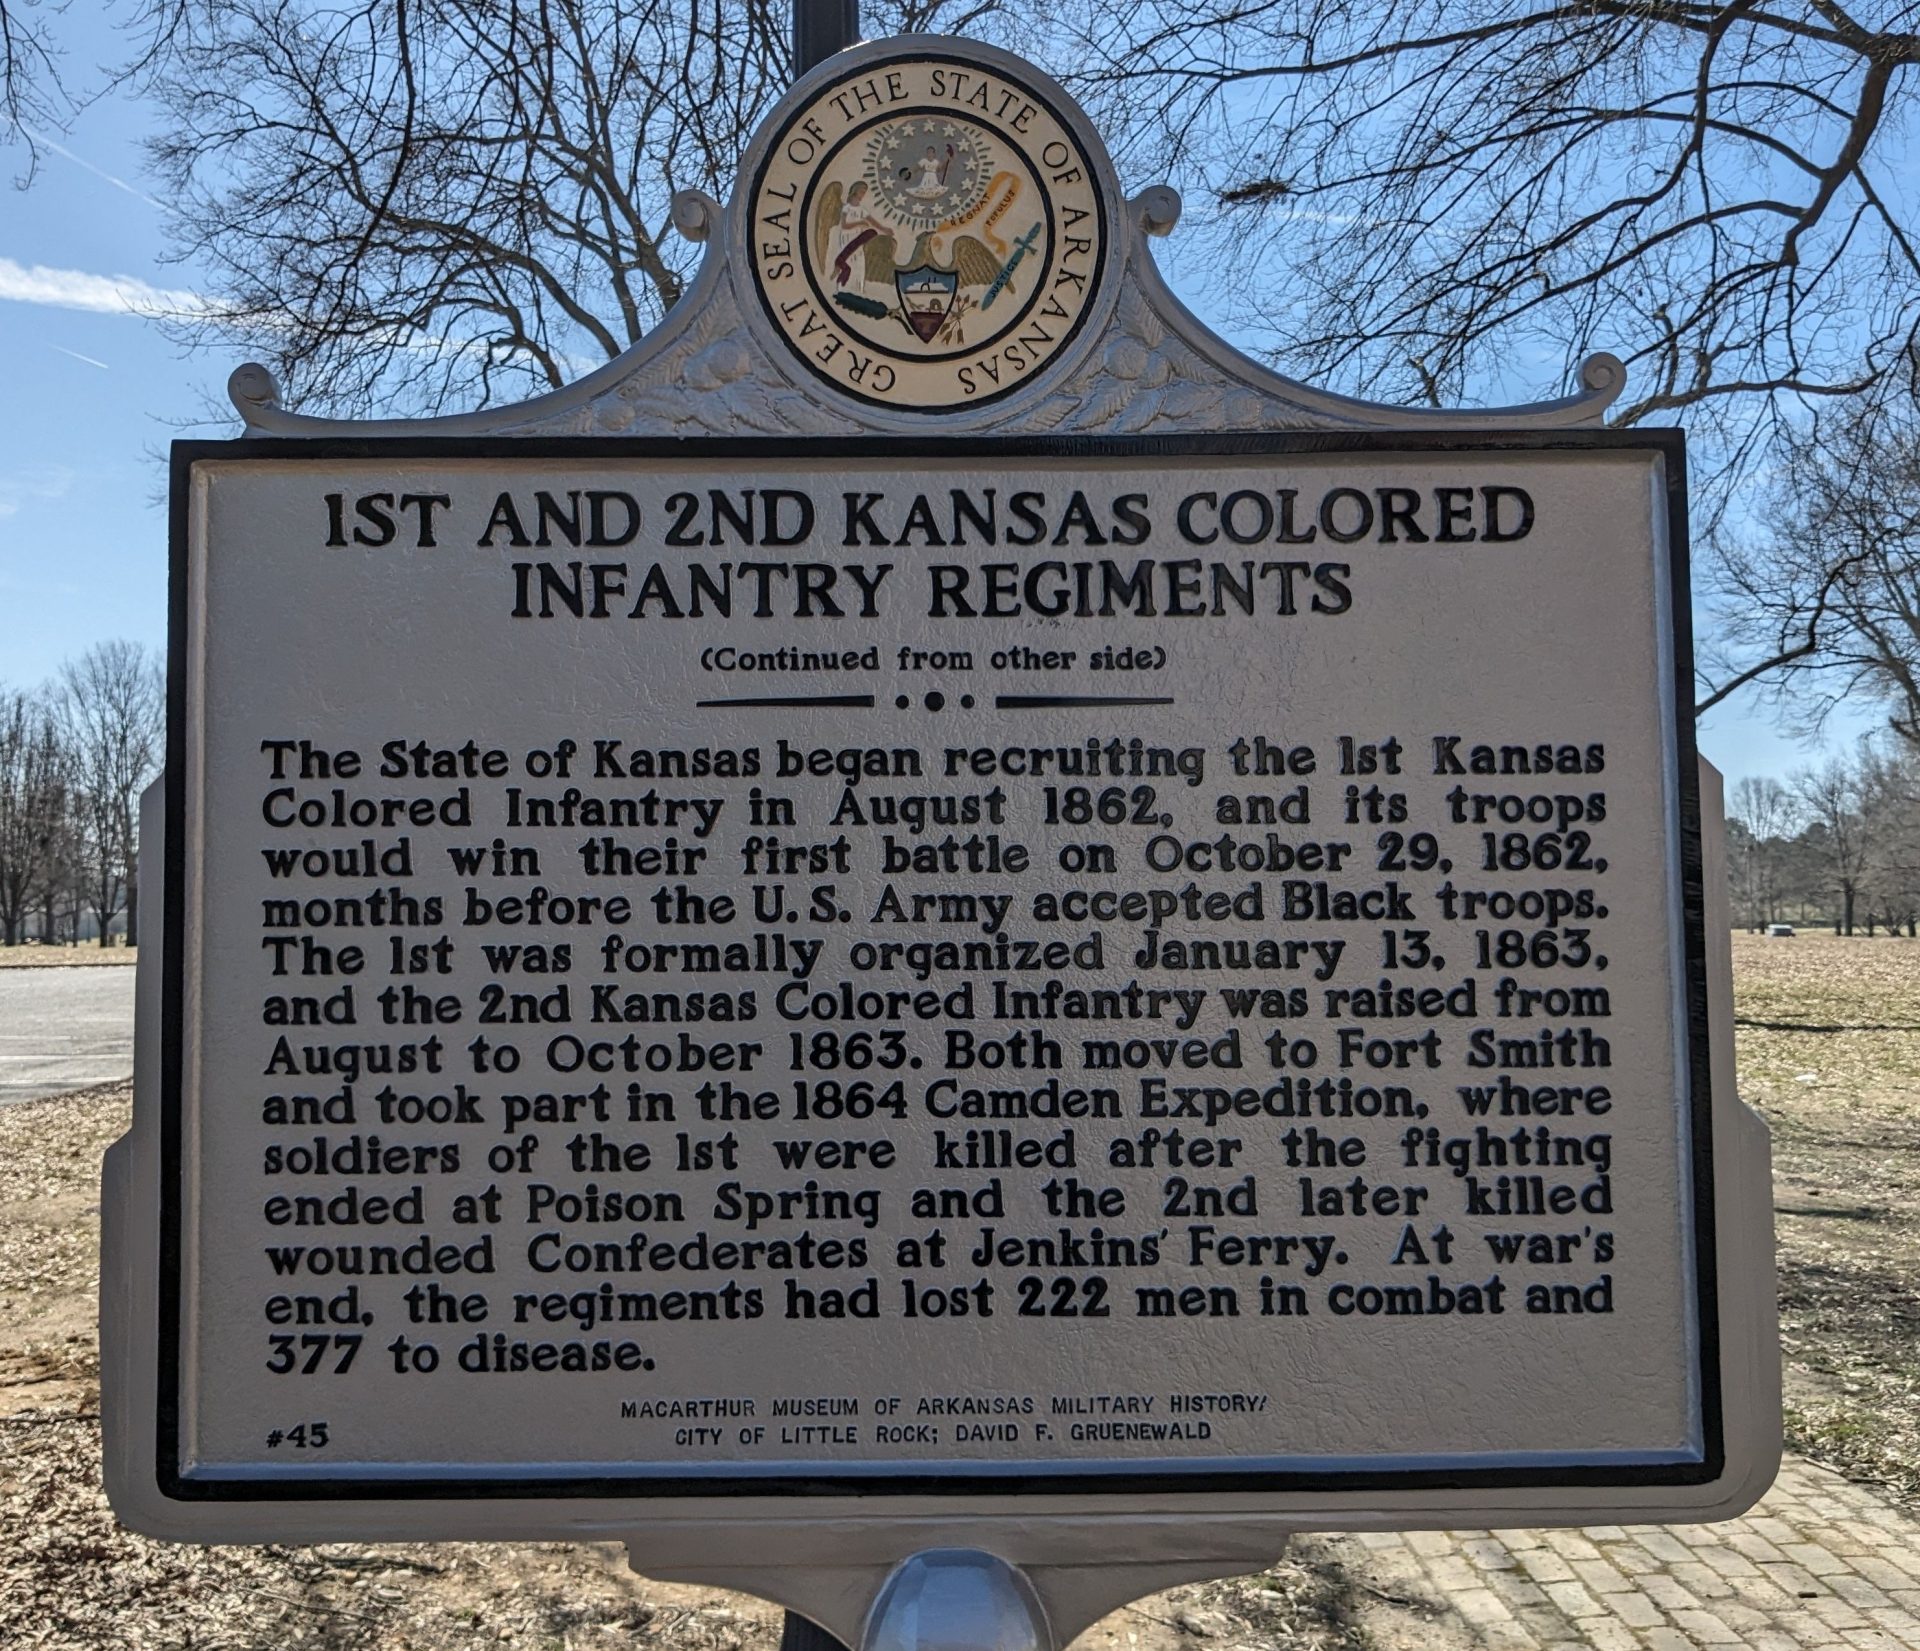 GREAT SEAL OF THE STATE OF ARKANSAS
REGNAT
POPULUS
JUSTICE
1ST AND 2ND KANSAS COLORED
INFANTRY REGIMENTS
(Continued from other side)
The State of Kansas began recruiting the 1st Kansas
Colored Infantry in August 1862, and its troops
would win their first battle on October 29, 1862,
months before the U.S. Army accepted Black troops.
The 1st was formally organized January 13, 1863,
and the 2nd Kansas Colored Infantry was raised from
August to October 1863. Both moved to Fort Smith
and took part in the 1864 Camden Expedition, where
soldiers of the 1st were killed after the fighting
ended at Poison Spring and the 2nd later killed
wounded Confederates at Jenkins' Ferry. At war's
end, the regiments had lost 222 men in combat and
377 to disease.
MACARTHUR MUSEUM OF ARKANSAS MILITARY HISTORY/
CITY OF LITTLE ROCK; DAVID F. GRUENEWALD
#45